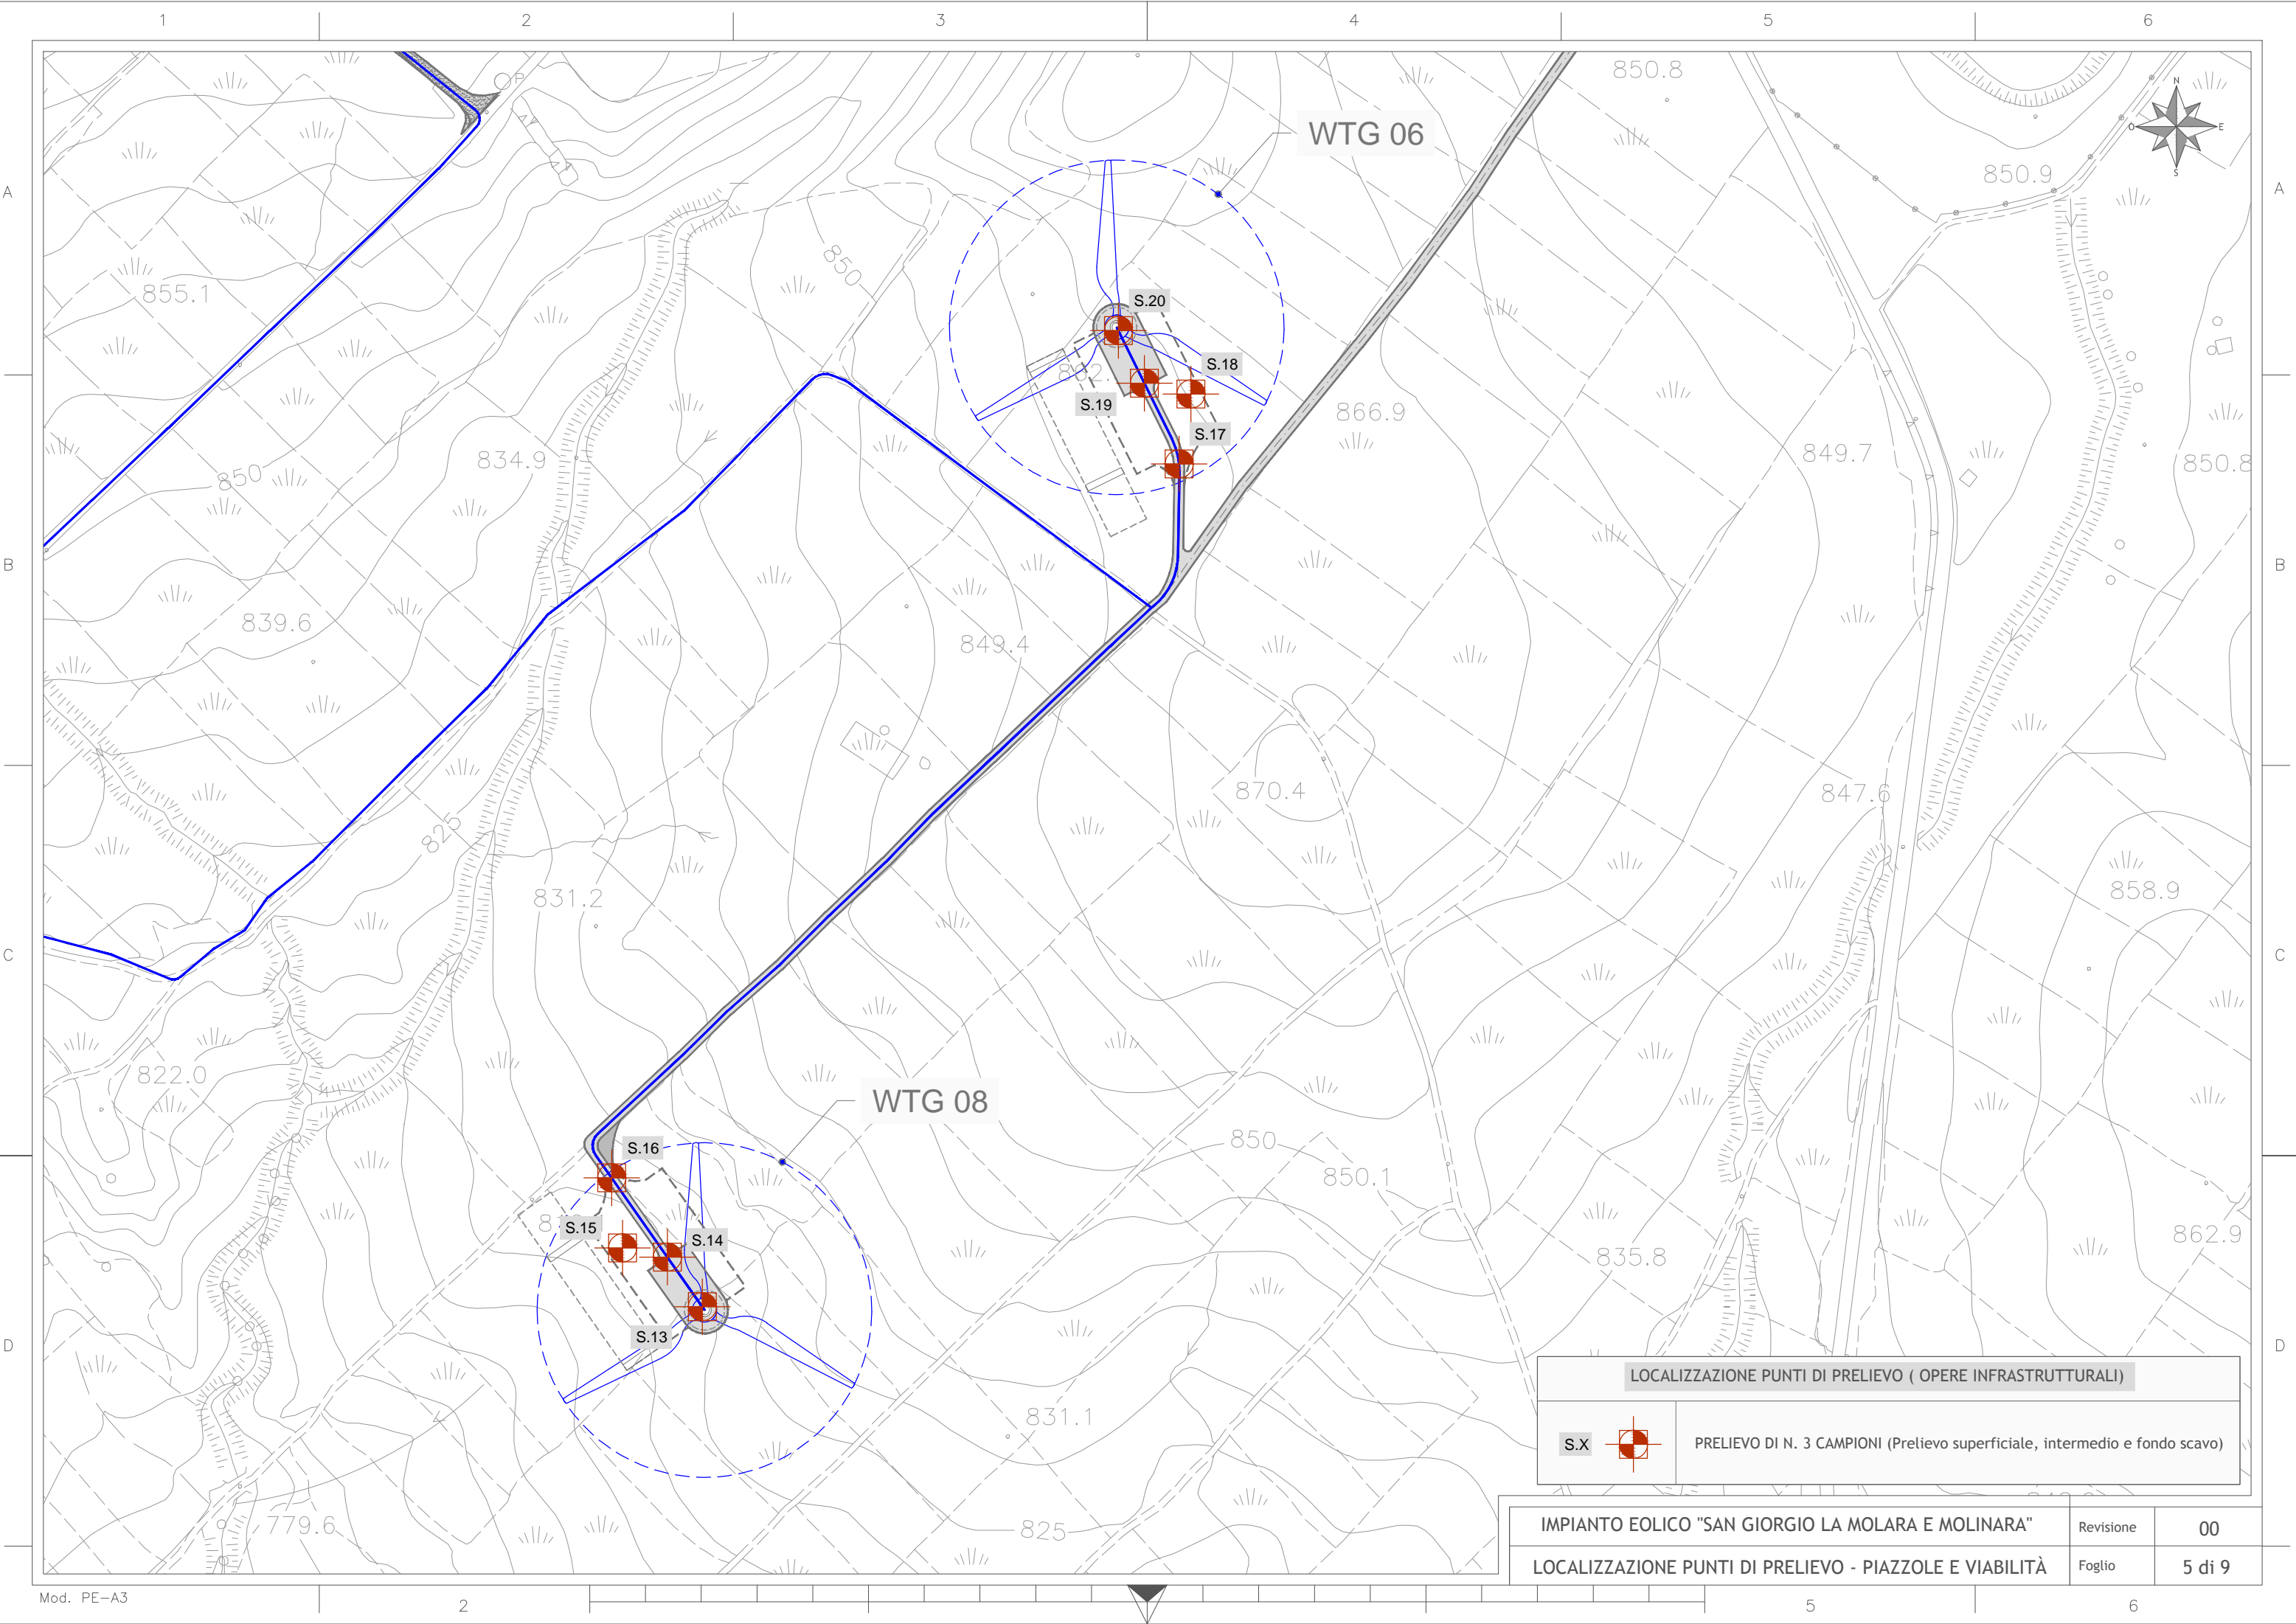 1 2 3 4 5 6
A
A
B
B
C
C
D
D
P
N
O E
S
850.8
850.9
WTG 06
855.1
850
S.20
S.18
S.19
S.17
866.9
834.9
850
849.7
850.8
839.6
849.4
870.4
847.6
825
831.2
858.9
822.0
WTG 08
850
850.1
S.16
S.15
S.14
S.13
862.9
835.8
831.1
779.6
825
LOCALIZZAZIONE PUNTI DI PRELIEVO ( OPERE INFRASTRUTTURALI)
S.X PRELIEVO DI N. 3 CAMPIONI (Prelievo superficiale, intermedio e fondo scavo)
IMPIANTO EOLICO "SAN GIORGIO LA MOLARA E MOLINARA" Revisione 00
LOCALIZZAZIONE PUNTI DI PRELIEVO - PIAZZOLE E VIABILITÀ Foglio 5 di 9
Mod. PE-A3
2 5 6